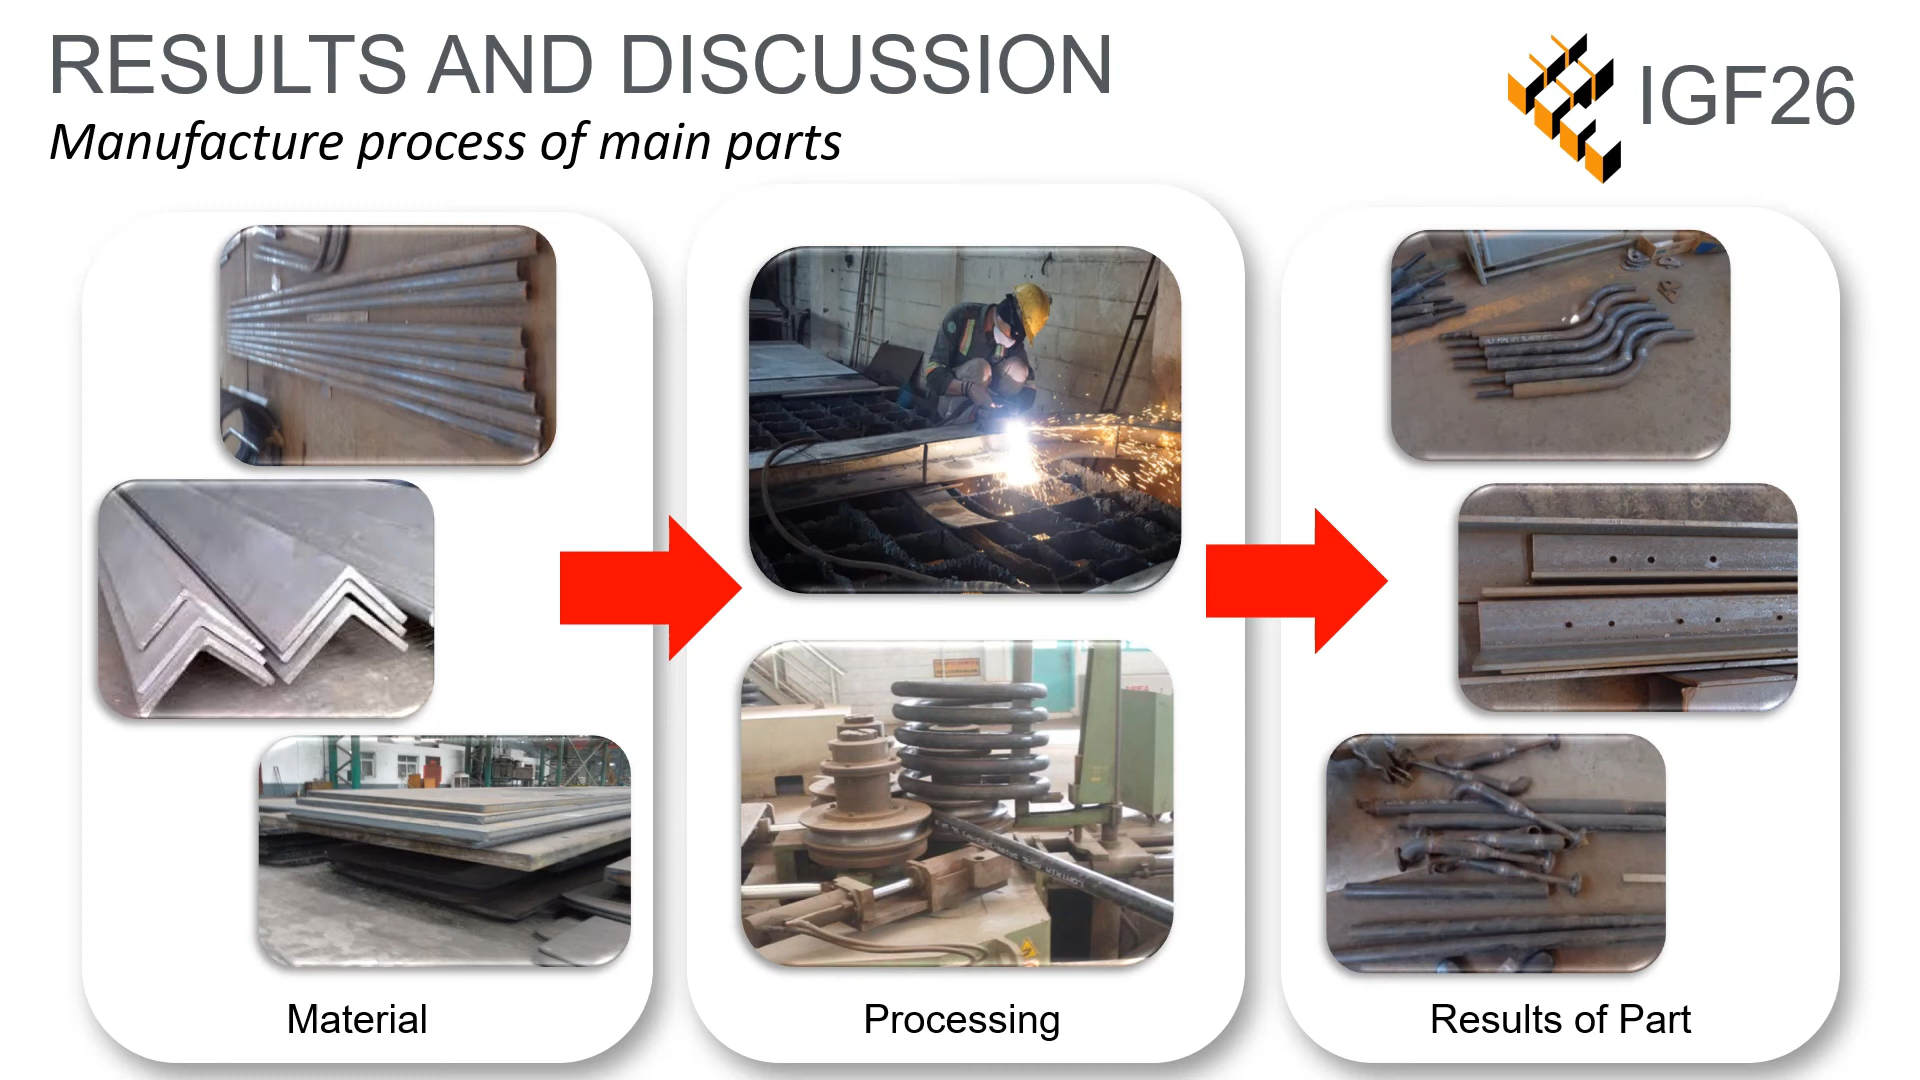 RESULTS AND DISCUSSION
Manufacture process of main parts
IGF26
Material
Processing
Results of Part